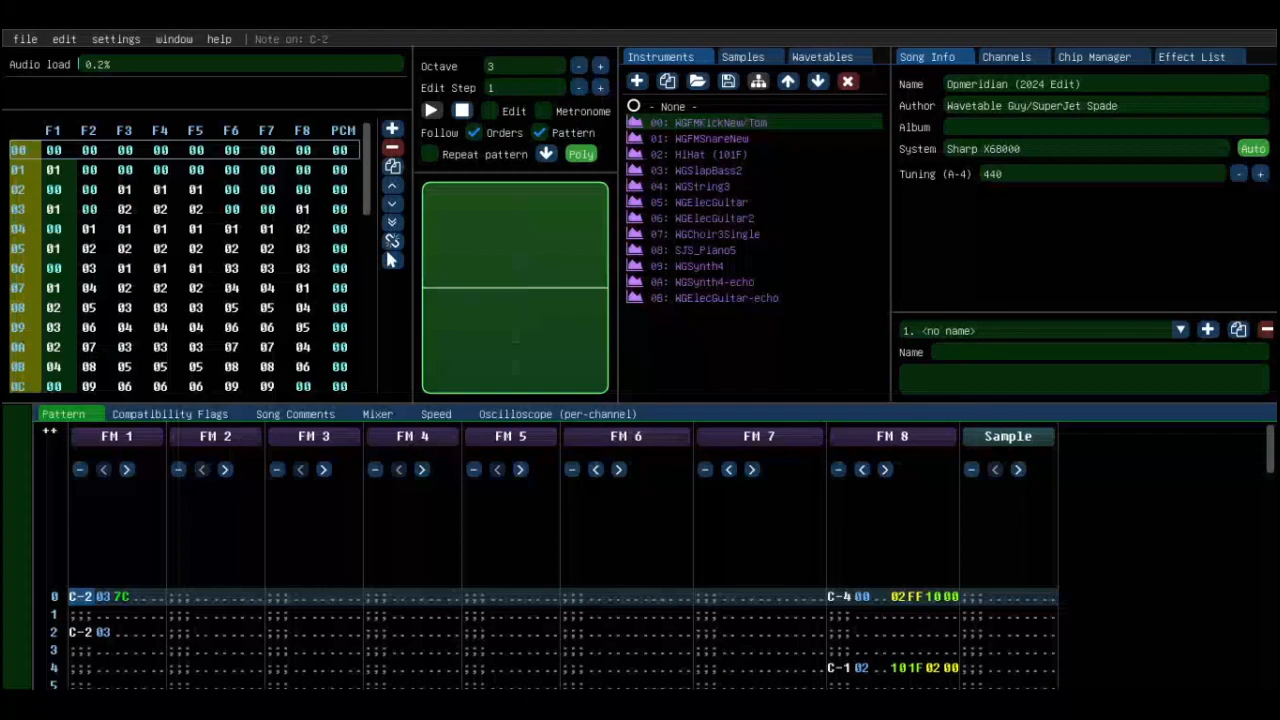 file edit settings window help | Note on: C-2
Audio load 0.2%
F1 F2 F3 F4 F5 F6 F7 F8 PCM
00 00 00 00 00 00 00 00 00 00
01 01 00 00 00 00 00 00 00 00
02 00 00 01 01 01 00 00 00 00
03 01 00 02 02 02 00 00 01 00
04 00 01 01 01 01 01 01 02 00
05 01 02 02 02 02 02 02 03 00
06 00 03 01 01 01 03 03 00 00
07 01 04 02 02 02 04 04 01 00
08 02 05 03 03 03 05 05 04 00
09 03 06 04 04 04 06 06 05 00
0A 02 07 03 03 03 07 07 04 00
0B 04 08 05 05 05 08 08 06 00
0C 00 09 06 06 06 09 09 00 00
Octave 3 - +
Edit Step 1 - +
Edit Metronome
Follow Orders Pattern
Repeat pattern Poly
Instruments Samples Wavetables
- None -
00: WGFMKickNew/Tom
01: WGFMSnareNew
02: HiHat (101F)
03: WGSlapBass2
04: WGString3
05: WGElecGuitar
06: WGElecGuitar2
07: WGChoir3Single
08: SJS_Piano5
09: WGSynth4
0A: WGSynth4-echo
0B: WGElecGuitar-echo
Song Info Channels Chip Manager Effect List
Name Opmeridian (2024 Edit)
Author Wavetable Guy/SuperJet Spade
Album
System Sharp X68000 Auto
Tuning (A-4) 440 - +
1. <no name>
Name
Pattern Compatibility Flags Song Comments Mixer Speed Oscilloscope (per-channel)
++ FM 1 FM 2 FM 3 FM 4 FM 5 FM 6 FM 7 FM 8 Sample
0 C-2 03 7C .... C-4 00 .. 02FF1000
1
2 C-2 03
3
4 C-1 02 .. 101F0200
5